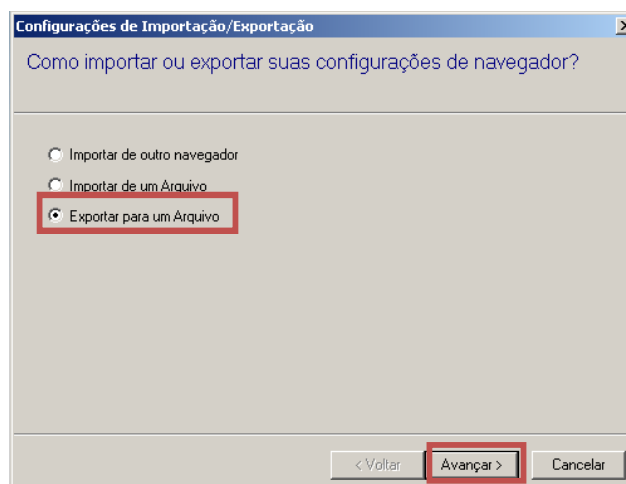 Configurações de Importação/Exportação
Como importar ou exportar suas configurações de navegador?
Importar de outro navegador
Importar de um Arquivo
Exportar para um Arquivo
< Voltar Avançar > Cancelar